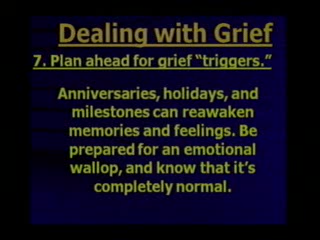 Dealing with Grief
7. Plan ahead for grief “triggers.”
Anniversaries, holidays, and
milestones can reawaken
memories and feelings. Be
prepared for an emotional
wallop, and know that it’s
completely normal.